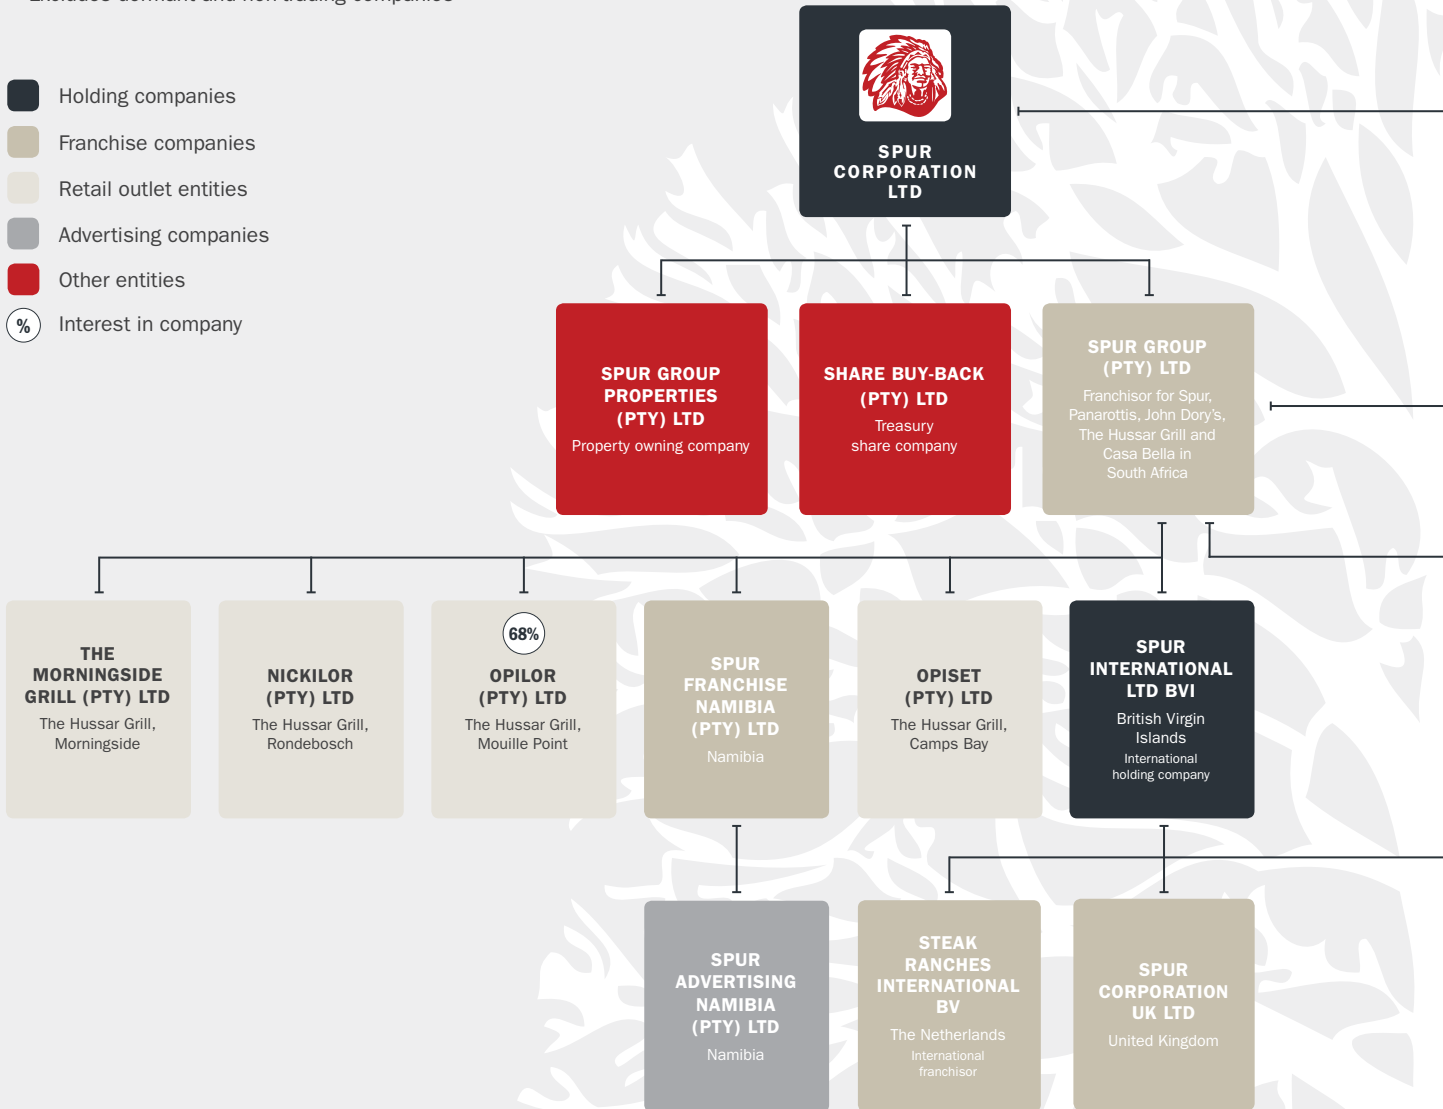 Excludes dormant and non-trading companies
Holding companies
Franchise companies
Retail outlet entities
Advertising companies
Other entities
% Interest in company
SPUR
CORPORATION
LTD
SPUR GROUP
PROPERTIES
(PTY) LTD
Property owning company
SHARE BUY-BACK
(PTY) LTD
Treasury
share company
SPUR GROUP
(PTY) LTD
Franchisor for Spur,
Panarottis, John Dory’s,
The Hussar Grill and
Casa Bella in
South Africa
THE
MORNINGSIDE
GRILL (PTY) LTD
The Hussar Grill,
Morningside
NICKILOR
(PTY) LTD
The Hussar Grill,
Rondebosch
68%
OPILOR
(PTY) LTD
The Hussar Grill,
Mouille Point
SPUR
FRANCHISE
NAMIBIA
(PTY) LTD
Namibia
OPISET
(PTY) LTD
The Hussar Grill,
Camps Bay
SPUR
INTERNATIONAL
LTD BVI
British Virgin
Islands
International
holding company
SPUR
ADVERTISING
NAMIBIA
(PTY) LTD
Namibia
STEAK
RANCHES
INTERNATIONAL
BV
The Netherlands
International
franchisor
SPUR
CORPORATION
UK LTD
United Kingdom